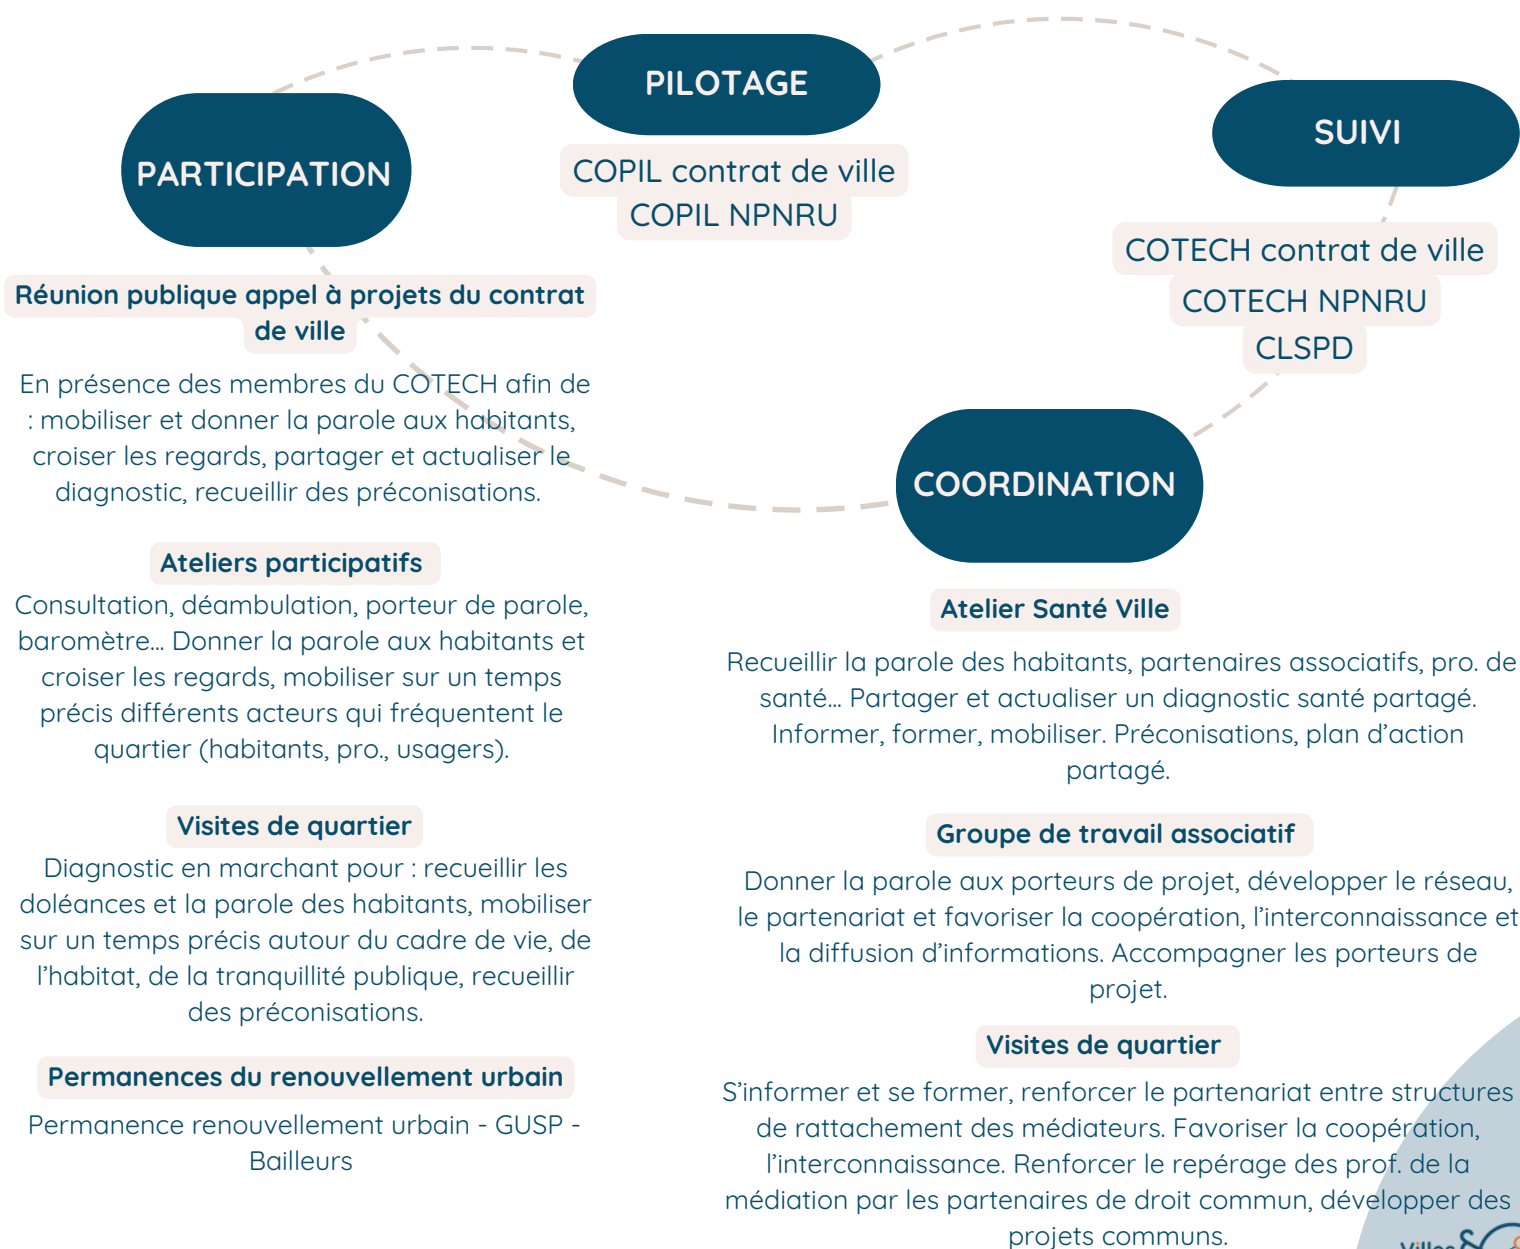 PARTICIPATION
Réunion publique appel à projets du contrat
de ville
En présence des membres du COTECH afin de
: mobiliser et donner la parole aux habitants,
croiser les regards, partager et actualiser le
diagnostic, recueillir des préconisations.
Ateliers participatifs
Consultation, déambulation, porteur de parole,
baromètre... Donner la parole aux habitants et
croiser les regards, mobiliser sur un temps
précis différents acteurs qui fréquentent le
quartier (habitants, pro., usagers).
Visites de quartier
Diagnostic en marchant pour : recueillir les
doléances et la parole des habitants, mobiliser
sur un temps précis autour du cadre de vie, de
l'habitat, de la tranquillité publique, recueillir
des préconisations.
Permanences du renouvellement urbain
Permanence renouvellement urbain - GUSP -
Bailleurs
PILOTAGE
COPIL contrat de ville
COPIL NPNRU
SUIVI
COTECH contrat de ville
COTECH NPNRU
CLSPD
COORDINATION
Atelier Santé Ville
Recueillir la parole des habitants, partenaires associatifs, pro. de
santé... Partager et actualiser un diagnostic santé partagé.
Informer, former, mobiliser. Préconisations, plan d'action
partagé.
Groupe de travail associatif
Donner la parole aux porteurs de projet, développer le réseau,
le partenariat et favoriser la coopération, l'interconnaissance et
la diffusion d'informations. Accompagner les porteurs de
projet.
Visites de quartier
S'informer et se former, renforcer le partenariat entre structures
de rattachement des médiateurs. Favoriser la coopération,
l'interconnaissance. Renforcer le repérage des prof. de la
médiation par les partenaires de droit commun, développer des
projets communs.